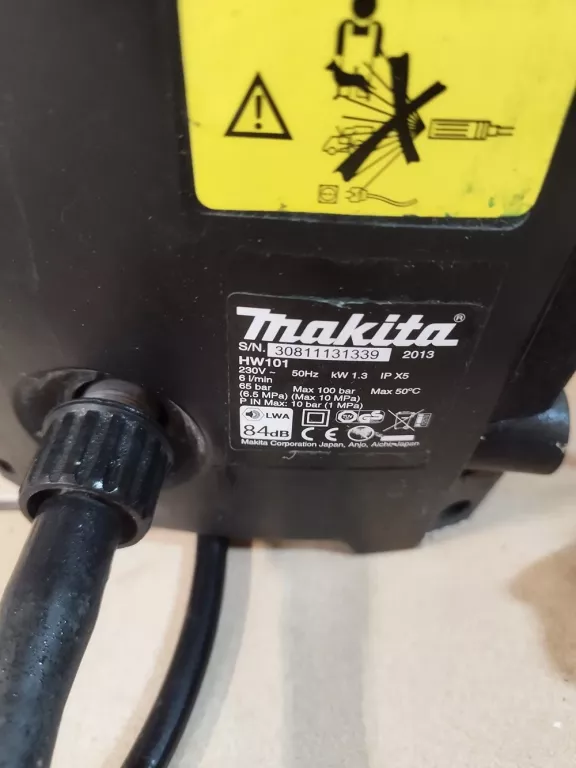 makita®
S/N. 30811131339 2013
HW101
230V ~ 50Hz kW 1.3 IP X5
6 l/min
65 bar Max 100 bar Max 50ºC
(6.5 MPa) (Max 10 MPa)
P IN Max: 10 bar (1 MPa)
LWA
84dB
CE
Makita Corporation Japan, Anjo, Aichi-Japan